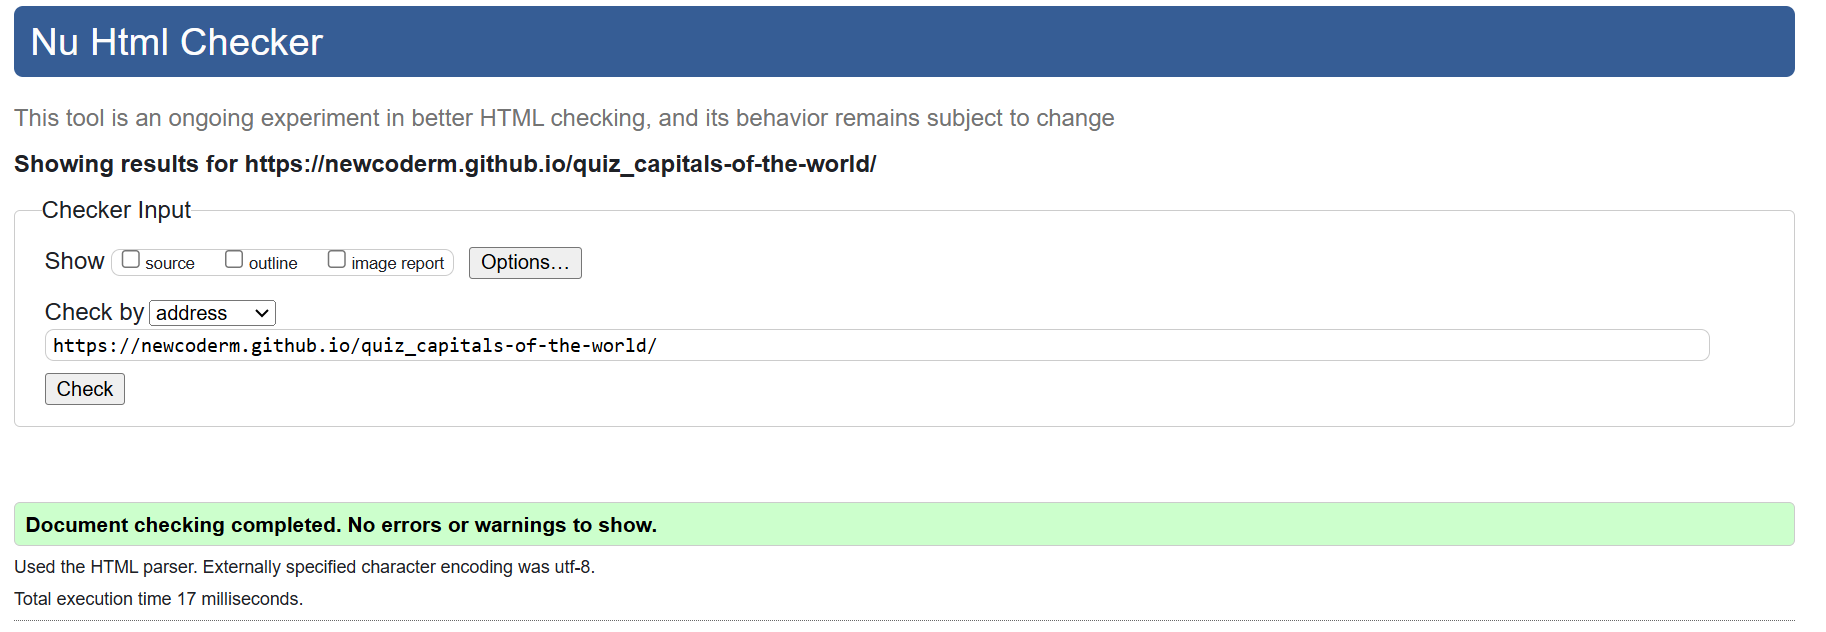 Nu Html Checker
This tool is an ongoing experiment in better HTML checking, and its behavior remains subject to change
Showing results for https://newcoderm.github.io/quiz_capitals-of-the-world/
Checker Input
Show source outline image report Options…
Check by address
https://newcoderm.github.io/quiz_capitals-of-the-world/
Check
Document checking completed. No errors or warnings to show.
Used the HTML parser. Externally specified character encoding was utf-8.
Total execution time 17 milliseconds.